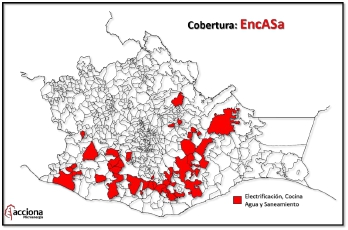 Cobertura: EncASa
Electrificación, Cocina
Agua y Saneamiento
acciona
Microenergía